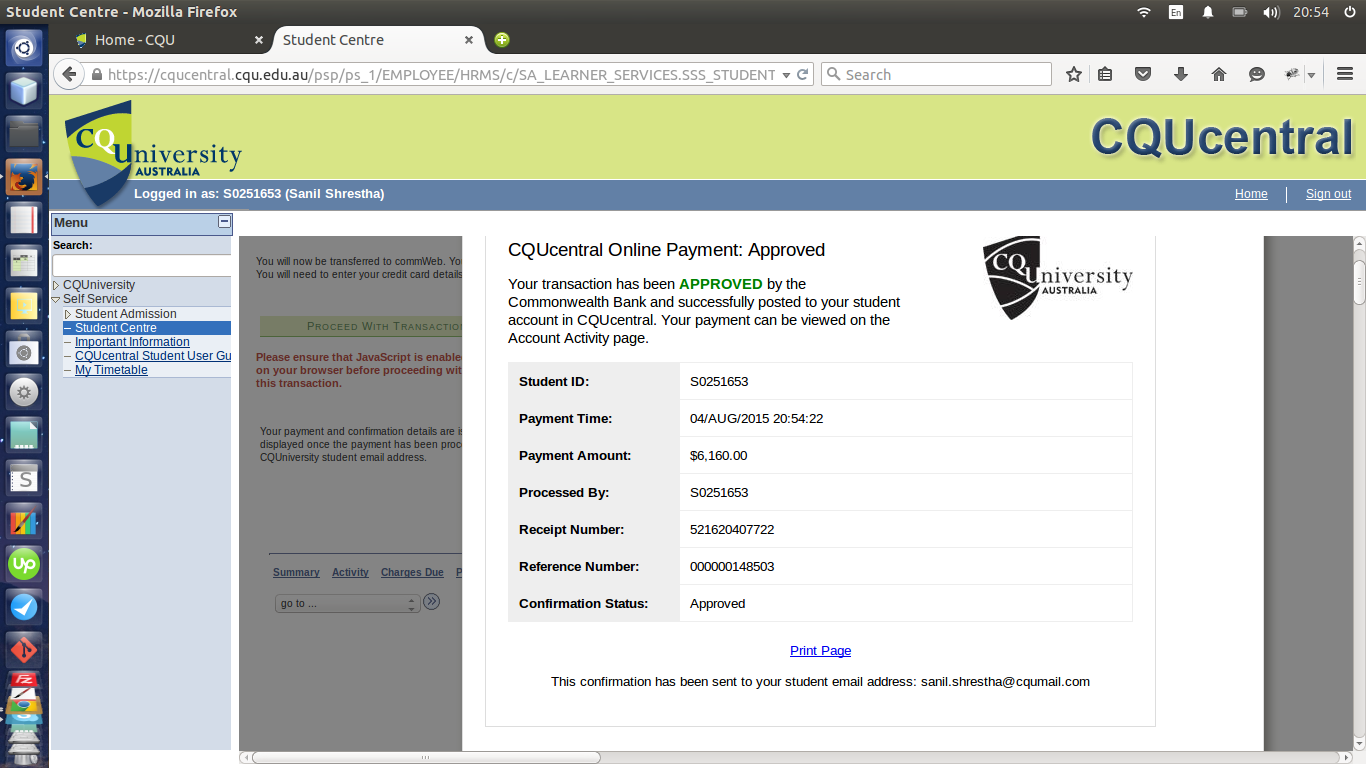 Student Centre - Mozilla Firefox
En
20:54
Home - CQU
Student Centre
https://cqucentral.cqu.edu.au/psp/ps_1/EMPLOYEE/HRMS/c/SA_LEARNER_SERVICES.SSS_STUDENT
Search
CQUniversity
AUSTRALIA
CQUcentral
Logged in as: S0251653 (Sanil Shrestha)
Home
Sign out
Menu
Search:
CQUniversity
Self Service
Student Admission
Student Centre
Important Information
CQUcentral Student User Gu
My Timetable
You will now be transferred to commWeb. You
You will need to enter your credit card details
PROCEED WITH TRANSACTION
Please ensure that JavaScript is enabled
on your browser before proceeding with
this transaction.
Your payment and confirmation details are is
displayed once the payment has been proc
CQUniversity student email address.
Summary
Activity
Charges Due
P
go to ...
CQUcentral Online Payment: Approved
CQUniversity
AUSTRALIA
Your transaction has been APPROVED by the
Commonwealth Bank and successfully posted to your student
account in CQUcentral. Your payment can be viewed on the
Account Activity page.
Student ID: S0251653
Payment Time: 04/AUG/2015 20:54:22
Payment Amount: $6,160.00
Processed By: S0251653
Receipt Number: 521620407722
Reference Number: 000000148503
Confirmation Status: Approved
Print Page
This confirmation has been sent to your student email address: sanil.shrestha@cqumail.com
S
up
FZ